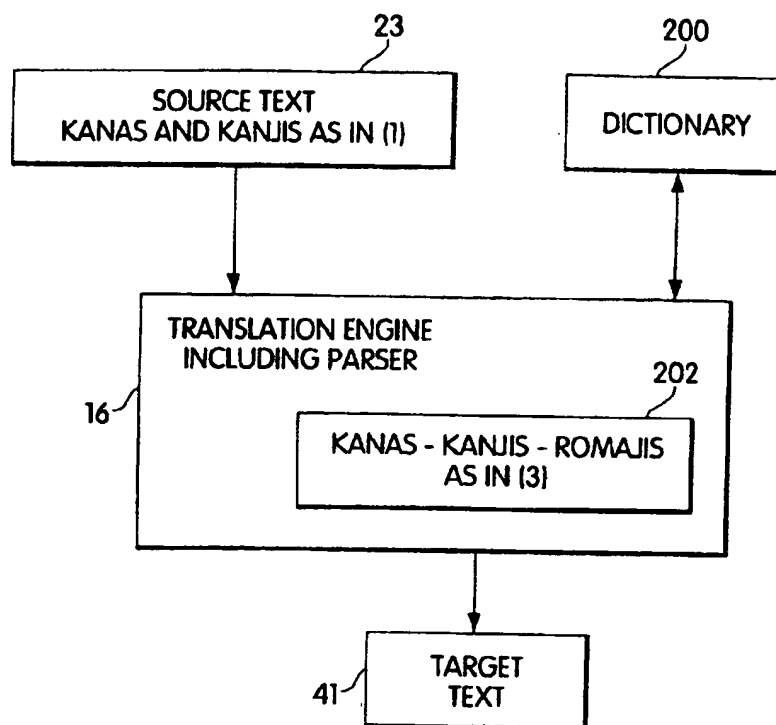 23
200
SOURCE TEXT
KANAS AND KANJIS AS IN (1)
DICTIONARY
TRANSLATION ENGINE
INCLUDING PARSER
16
202
KANAS - KANJIS - ROMAJIS
AS IN (3)
TARGET
TEXT
41